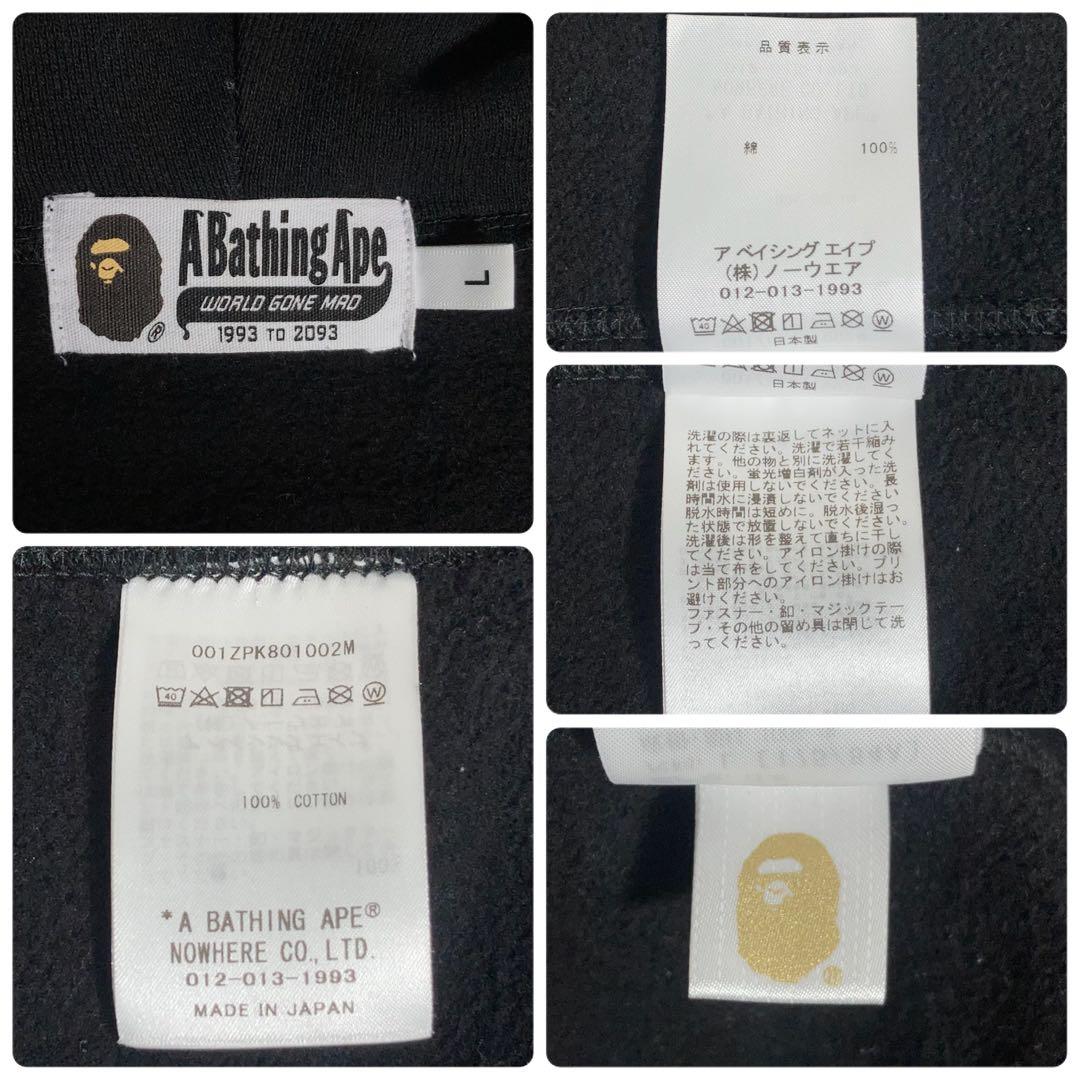 A Bathing Ape
WORLD GONE MAD
1993 TO 2093
®
L
品質表示
綿 100%
ア ベイシング エイプ
(株)ノーウエア
012-013-1993
40 W
日本製
日本製
洗濯の際は裏返してネットに入
れてください。洗濯で若干縮み
ます。他の物と別に洗濯してく
ださい。蛍光増白剤が入った洗
剤は使用しないでください。長
時間水に浸漬しないでください
脱水時間は短めに。脱水後湿っ
た状態で放置しないでください。
洗濯後は形を整えて直ちに干し
てください。アイロン掛けの際
は当て布をしてください。プリ
ント部分へのアイロン掛けはお
避けください。
ファスナー・釦・マジックテー
プ・その他の留め具は閉じて洗
ってください。
001ZPK801002M
40 W
100% COTTON
*A BATHING APE®
NOWHERE CO., LTD.
012-013-1993
MADE IN JAPAN
®